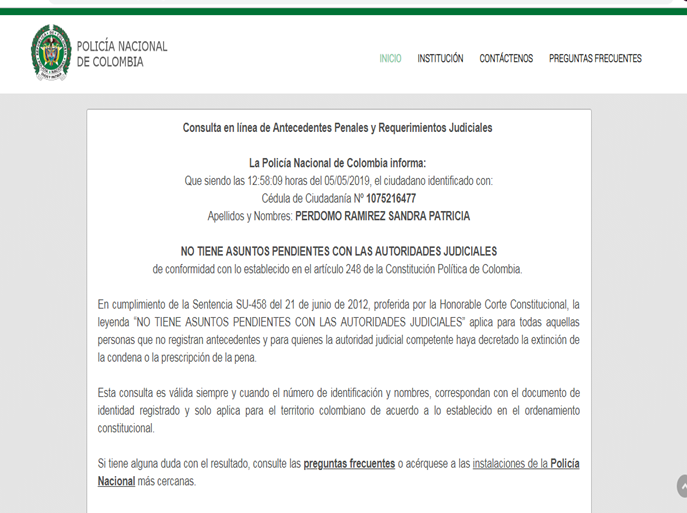 POLICÍA NACIONAL
DE COLOMBIA
INICIO INSTITUCIÓN CONTÁCTENOS PREGUNTAS FRECUENTES
Consulta en línea de Antecedentes Penales y Requerimientos Judiciales
La Policía Nacional de Colombia informa:
Que siendo las 12:58:09 horas del 05/05/2019, el ciudadano identificado con:
Cédula de Ciudadanía Nº 1075216477
Apellidos y Nombres: PERDOMO RAMIREZ SANDRA PATRICIA
NO TIENE ASUNTOS PENDIENTES CON LAS AUTORIDADES JUDICIALES
de conformidad con lo establecido en el artículo 248 de la Constitución Política de Colombia.
En cumplimiento de la Sentencia SU-458 del 21 de junio de 2012, proferida por la Honorable Corte Constitucional, la
leyenda “NO TIENE ASUNTOS PENDIENTES CON LAS AUTORIDADES JUDICIALES” aplica para todas aquellas
personas que no registran antecedentes y para quienes la autoridad judicial competente haya decretado la extinción de
la condena o la prescripción de la pena.
Esta consulta es válida siempre y cuando el número de identificación y nombres, correspondan con el documento de
identidad registrado y solo aplica para el territorio colombiano de acuerdo a lo establecido en el ordenamiento
constitucional.
Si tiene alguna duda con el resultado, consulte las preguntas frecuentes o acérquese a las instalaciones de la Policía
Nacional más cercanas.